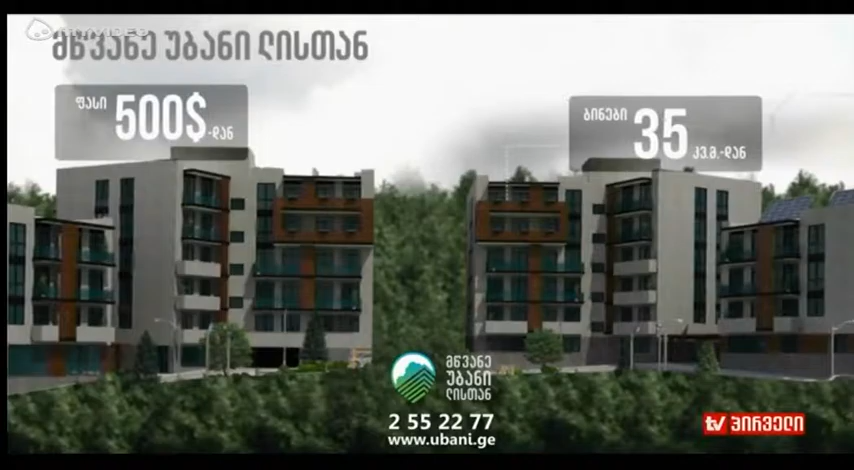 MYVIDEO
მწვანე უბანი ლისთან
ფასი 500$-დან
ბინები 35 კვ.მ.-დან
მწვანე
უბანი
ლისთან
2 55 22 77
www.ubani.ge
tv პირველი